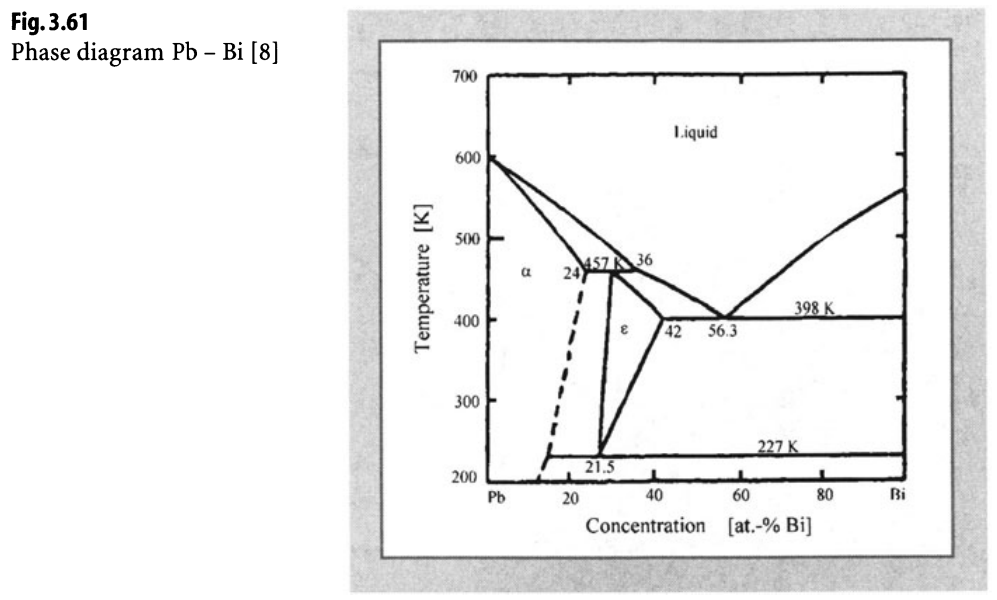 Fig. 3.61
Phase diagram Pb – Bi [8]
700
Liquid
600
Temperature [K]
500
α
24
457 K
36
400
ε
42
56.3
398 K
300
227 K
21.5
200
Pb
20
40
60
80
Bi
Concentration [at.-% Bi]